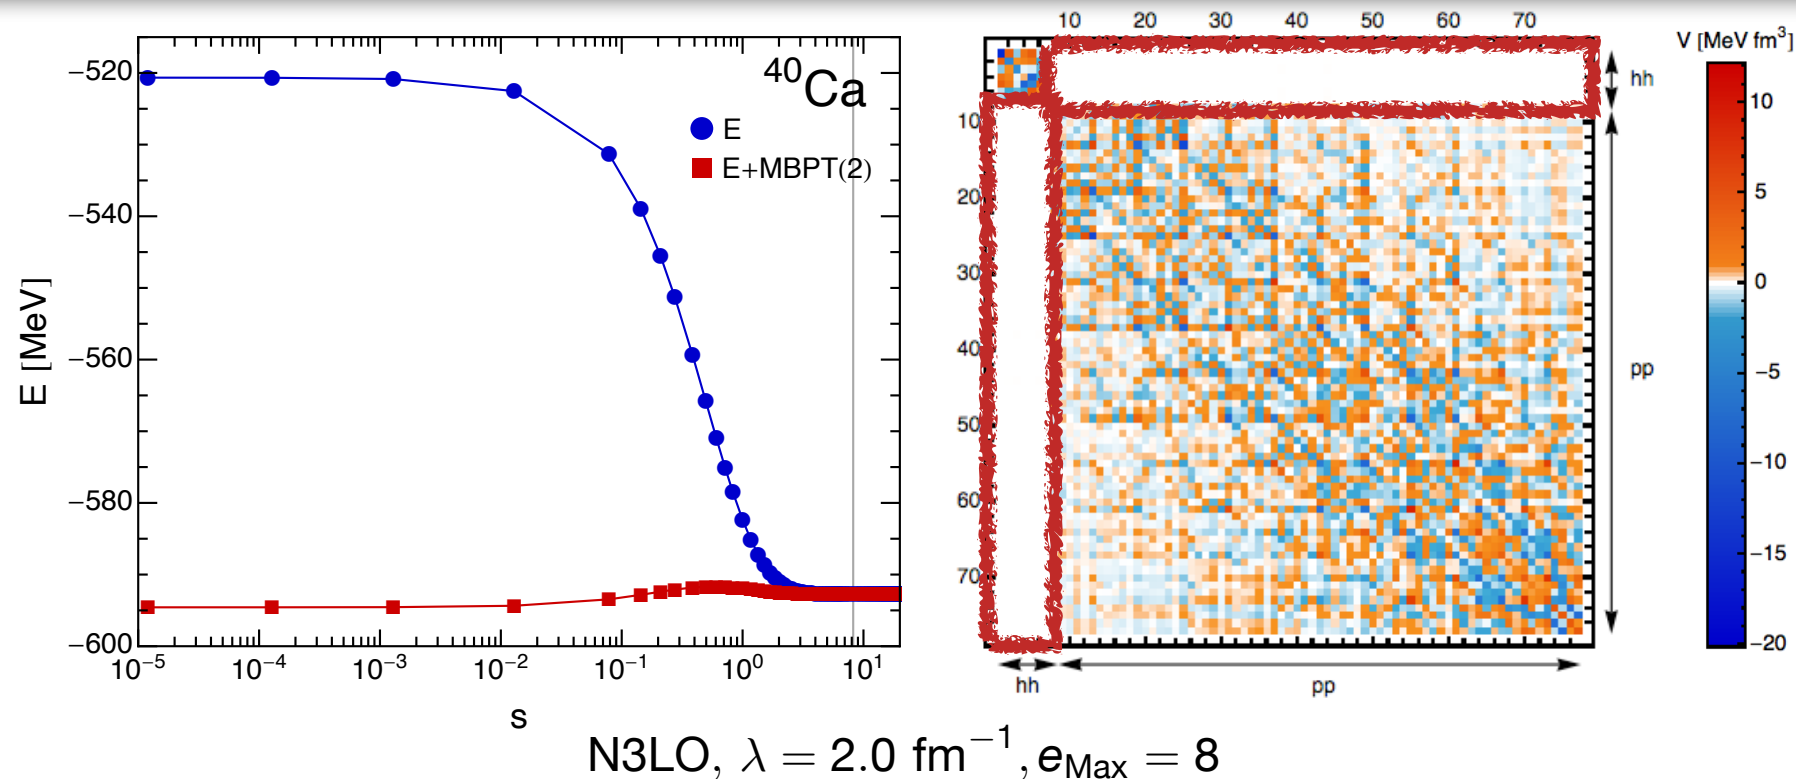 10 20 30 40 50 60 70
V [MeV fm³]
−520
⁴⁰Ca
E
E+MBPT(2)
−540
−560
−580
−600
E [MeV]
10⁻⁵ 10⁻⁴ 10⁻³ 10⁻² 10⁻¹ 10⁰ 10¹
s
10
20
30
40
50
60
70
hh
pp
hh pp
10
5
0
−5
−10
−15
−20
N3LO, λ = 2.0 fm⁻¹, eMax = 8